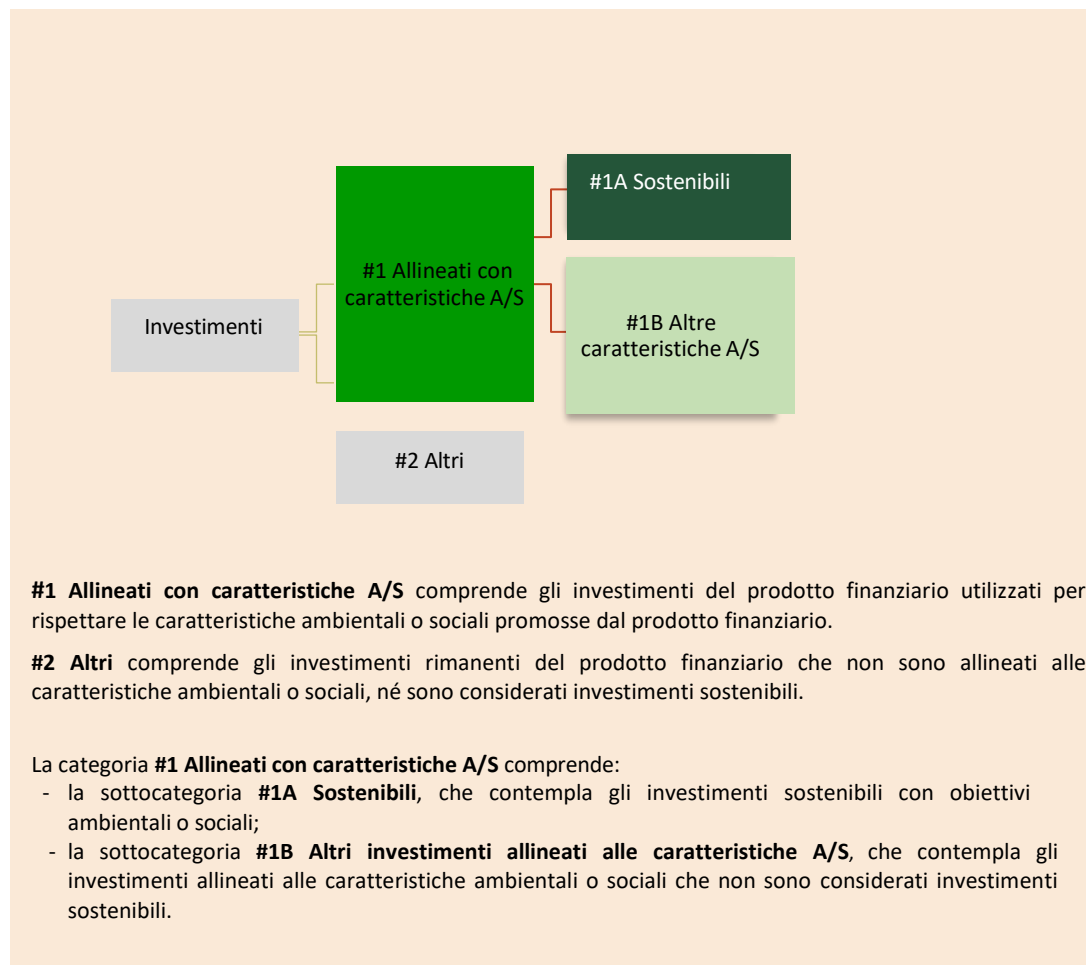 #1A Sostenibili
#1 Allineati con
caratteristiche A/S
Investimenti
#1B Altre
caratteristiche A/S
#2 Altri
#1 Allineati con caratteristiche A/S comprende gli investimenti del prodotto finanziario utilizzati per
rispettare le caratteristiche ambientali o sociali promosse dal prodotto finanziario.
#2 Altri comprende gli investimenti rimanenti del prodotto finanziario che non sono allineati alle
caratteristiche ambientali o sociali, né sono considerati investimenti sostenibili.
La categoria #1 Allineati con caratteristiche A/S comprende:
- la sottocategoria #1A Sostenibili, che contempla gli investimenti sostenibili con obiettivi
ambientali o sociali;
- la sottocategoria #1B Altri investimenti allineati alle caratteristiche A/S, che contempla gli
investimenti allineati alle caratteristiche ambientali o sociali che non sono considerati investimenti
sostenibili.